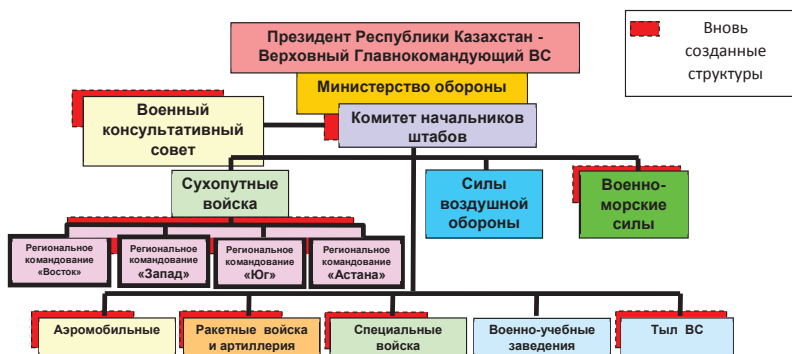 Президент Республики Казахстан -
Верховный Главнокомандующий ВС
Вновь
созданные
структуры
Министерство обороны
Военный
консультативный
совет
Комитет начальников
штабов
Сухопутные
войска
Силы
воздушной
обороны
Военно-
морские
силы
Региональное
командование
«Восток»
Региональное
командование
«Запад»
Региональное
командование
«Юг»
Региональное
командование
«Астана»
Аэромобильные
Ракетные войска
и артиллерия
Специальные
войска
Военно-учебные
заведения
Тыл ВС